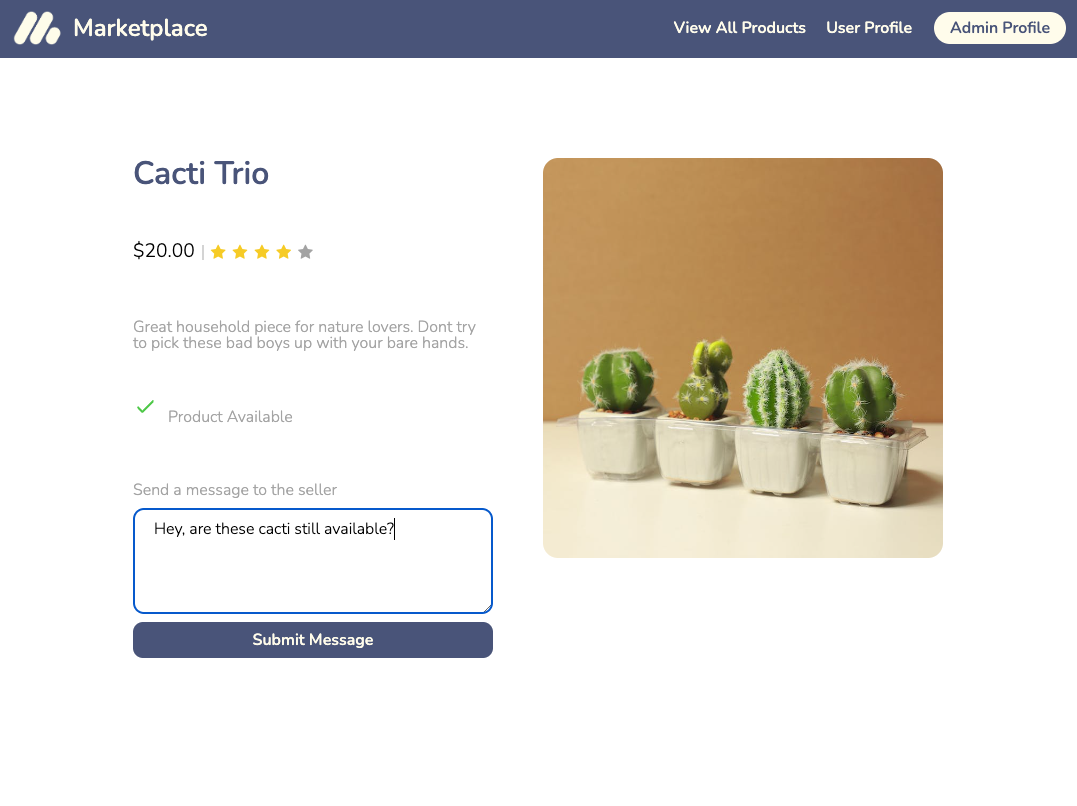 Marketplace
View All Products
User Profile
Admin Profile
Cacti Trio
$20.00 |
Great household piece for nature lovers. Dont try
to pick these bad boys up with your bare hands.
Product Available
Send a message to the seller
Hey, are these cacti still available?
Submit Message